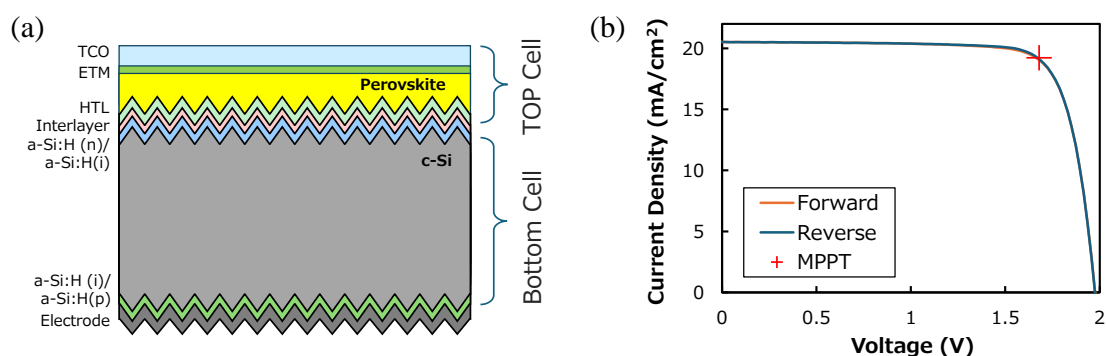 (a)
TCO
ETM
Perovskite
HTL
Interlayer
a-Si:H (n)/
a-Si:H(i)
c-Si
a-Si:H (i)/
a-Si:H(p)
Electrode
TOP Cell
Bottom Cell
(b)
Current Density (mA/cm²)
20
15
10
5
0
Forward
Reverse
MPPT
0
0.5
1
1.5
2
Voltage (V)